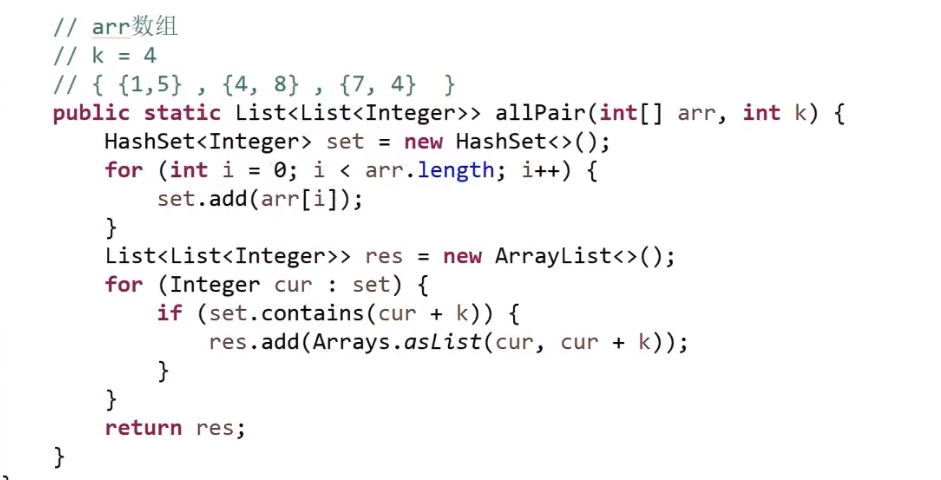 // arr数组
// k = 4
// { {1,5} , {4, 8} , {7, 4}  }
public static List<List<Integer>> allPair(int[] arr, int k) {
    HashSet<Integer> set = new HashSet<>();
    for (int i = 0; i < arr.length; i++) {
        set.add(arr[i]);
    }
    List<List<Integer>> res = new ArrayList<>();
    for (Integer cur : set) {
        if (set.contains(cur + k)) {
            res.add(Arrays.asList(cur, cur + k));
        }
    }
    return res;
}